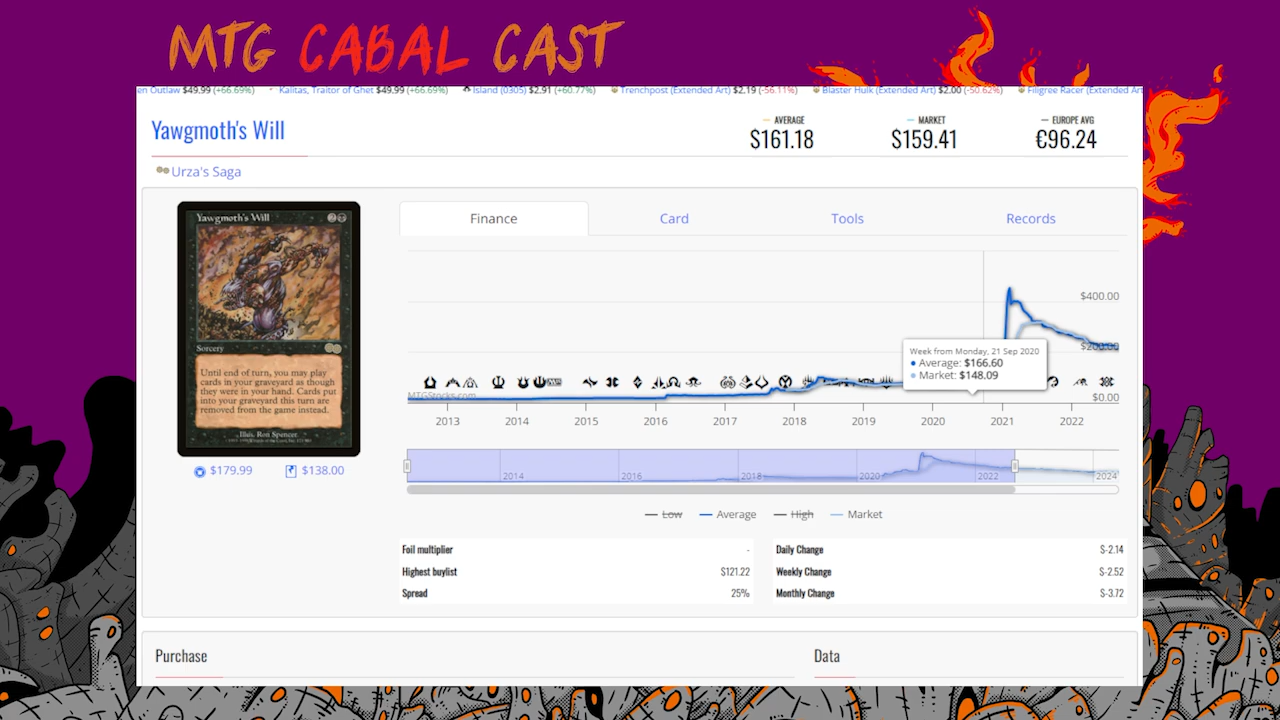 MTG CABAL CAST
en Outlaw $49.99 (+66.69%) Kalitas, Traitor of Ghet $49.99 (+66.69%) Island (0305) $2.91 (+60.77%) Trenchpost (Extended Art) $2.19 (-56.11%) Blaster Hulk (Extended Art) $2.00 (-50.62%) Filigree Racer (Extended Art
Yawgmoth's Will
AVERAGE MARKET EUROPE AVG
$161.18 $159.41 €96.24
Urza's Saga
Finance Card Tools Records
Yawgmoth's Will 2
Sorcery
Until end of turn, you may play
cards in your graveyard as though
they were in your hand. Cards put
into your graveyard this turn are
removed from the game instead.
Illus. Ron Spencer
$179.99 $138.00
$400.00
$200.00
$0.00
Week from Monday, 21 Sep 2020
Average: $166.60
Market: $148.09
MTGStocks.com
2013 2014 2015 2016 2017 2018 2019 2020 2021 2022
2014 2016 2018 2020 2022 2024
Low Average High Market
Foil multiplier - Daily Change $-2.14
Highest buylist $121.22 Weekly Change $-2.52
Spread 25% Monthly Change $-3.72
Purchase Data